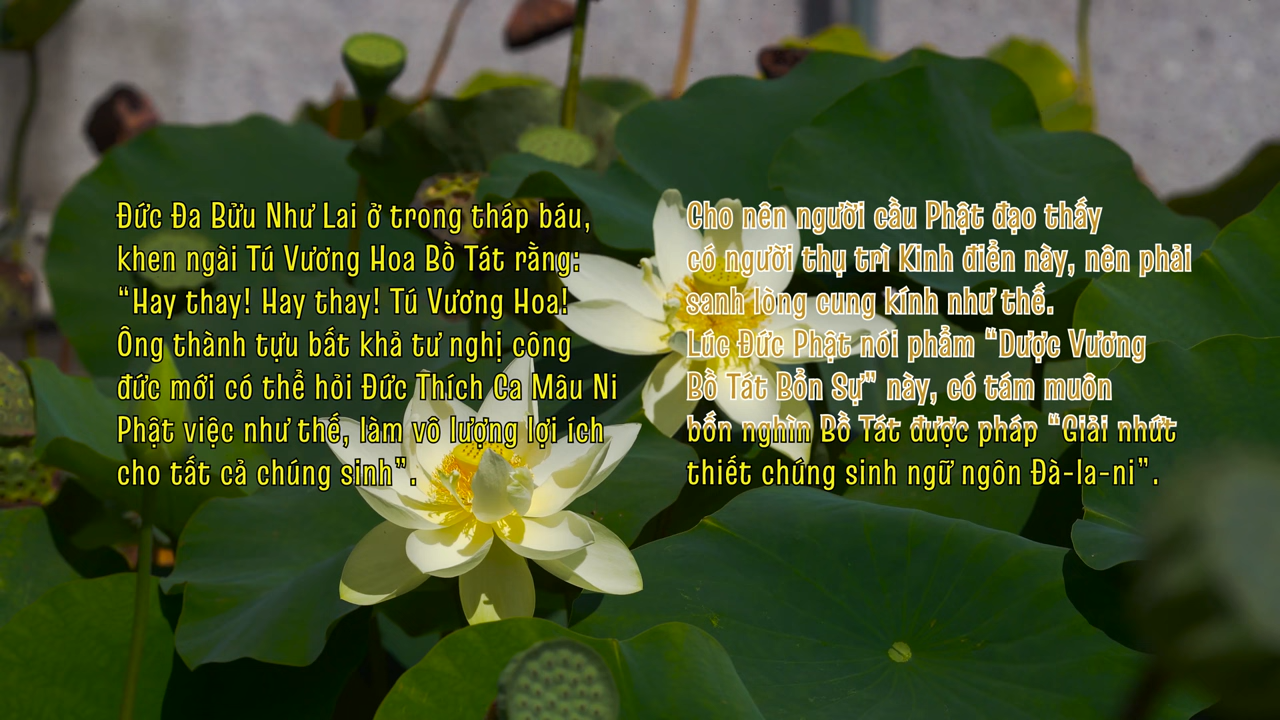 Đức Đa Bửu Như Lai ở trong tháp báu,
khen ngài Tú Vương Hoa Bồ Tát rằng:
“Hay thay! Hay thay! Tú Vương Hoa!
Ông thành tựu bất khả tư nghị công
đức mới có thể hỏi Đức Thích Ca Mâu Ni
Phật việc như thế, làm vô lượng lợi ích
cho tất cả chúng sinh”.
Cho nên người cầu Phật đạo thấy
có người thụ trì Kinh điển này, nên phải
sanh lòng cung kính như thế.
Lúc Đức Phật nói phẩm “Dược Vương
Bồ Tát Bổn Sự” này, có tám muôn
bốn nghìn Bồ Tát được pháp “Giải nhứt
thiết chúng sinh ngữ ngôn Đà-la-ni”.